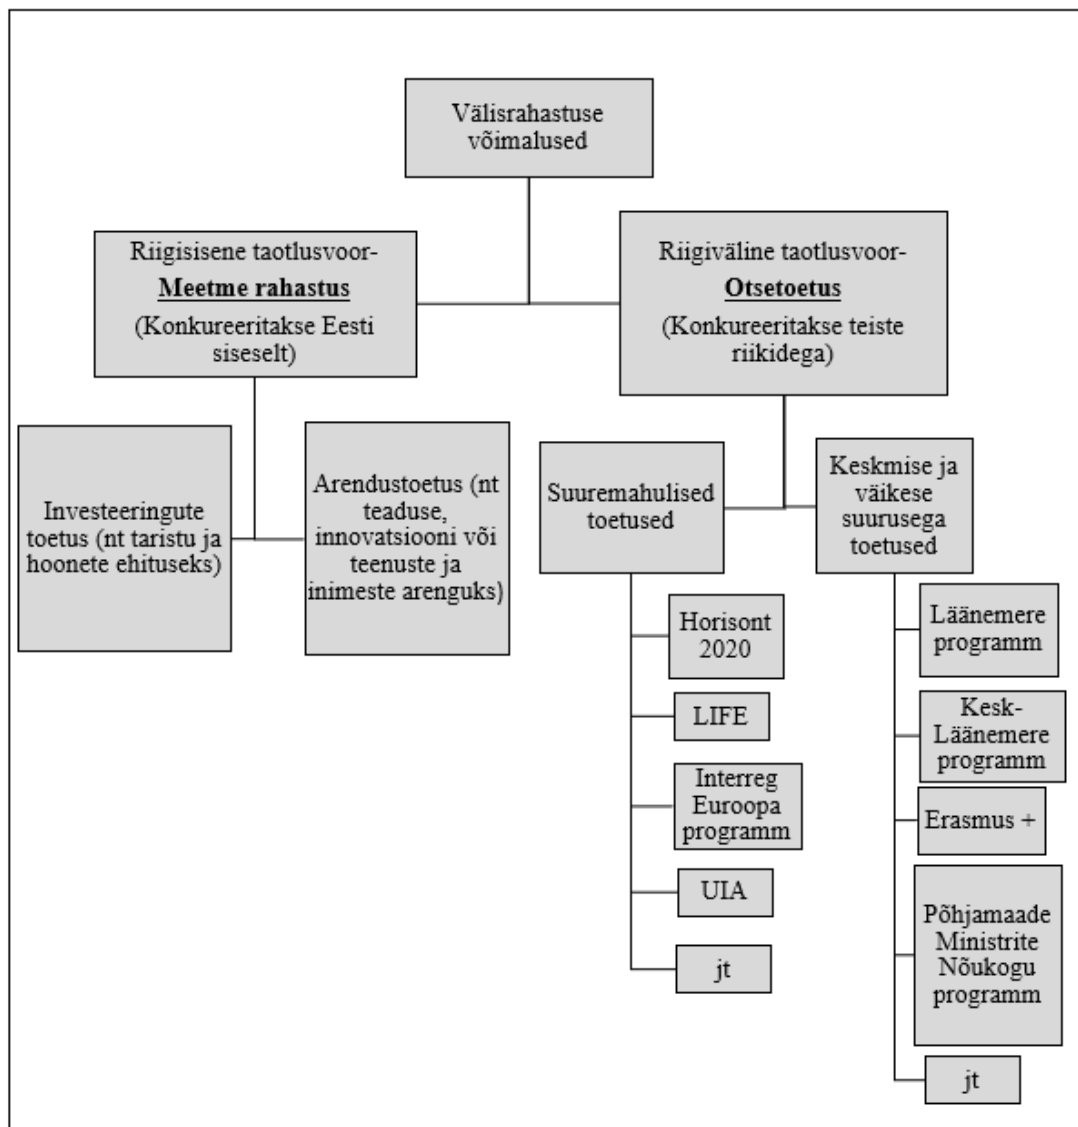 Välisrahastuse
võimalused
Riigisisene taotlusvoor-
Meetme rahastus
(Konkureeritakse Eesti
siseselt)
Riigiväline taotlusvoor-
Otsetoetus
(Konkureeritakse teiste
riikidega)
Investeeringute
toetus (nt taristu ja
hoonete ehituseks)
Arendustoetus (nt
teaduse,
innovatsiooni või
teenuste ja
inimeste arenguks)
Suuremahulised
toetused
Keskmise ja
väikese
suurusega
toetused
Horisont
2020
LIFE
Interreg
Euroopa
programm
UIA
jt
Läänemere
programm
Kesk-
Läänemere
programm
Erasmus +
Põhjamaade
Ministrite
Nõukogu
programm
jt